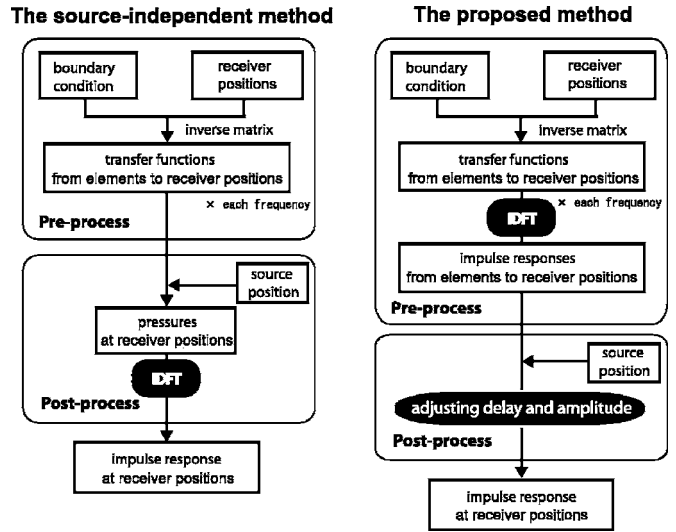 The source-independent method
boundary
condition
receiver
positions
inverse matrix
transfer functions
from elements to receiver positions
× each frequency
Pre-process
source
position
pressures
at receiver positions
IDFT
Post-process
impulse response
at receiver positions
The proposed method
boundary
condition
receiver
positions
inverse matrix
transfer functions
from elements to receiver positions
× each frequency
IDFT
impulse responses
from elements to receiver positions
Pre-process
source
position
adjusting delay and amplitude
Post-process
impulse response
at receiver positions